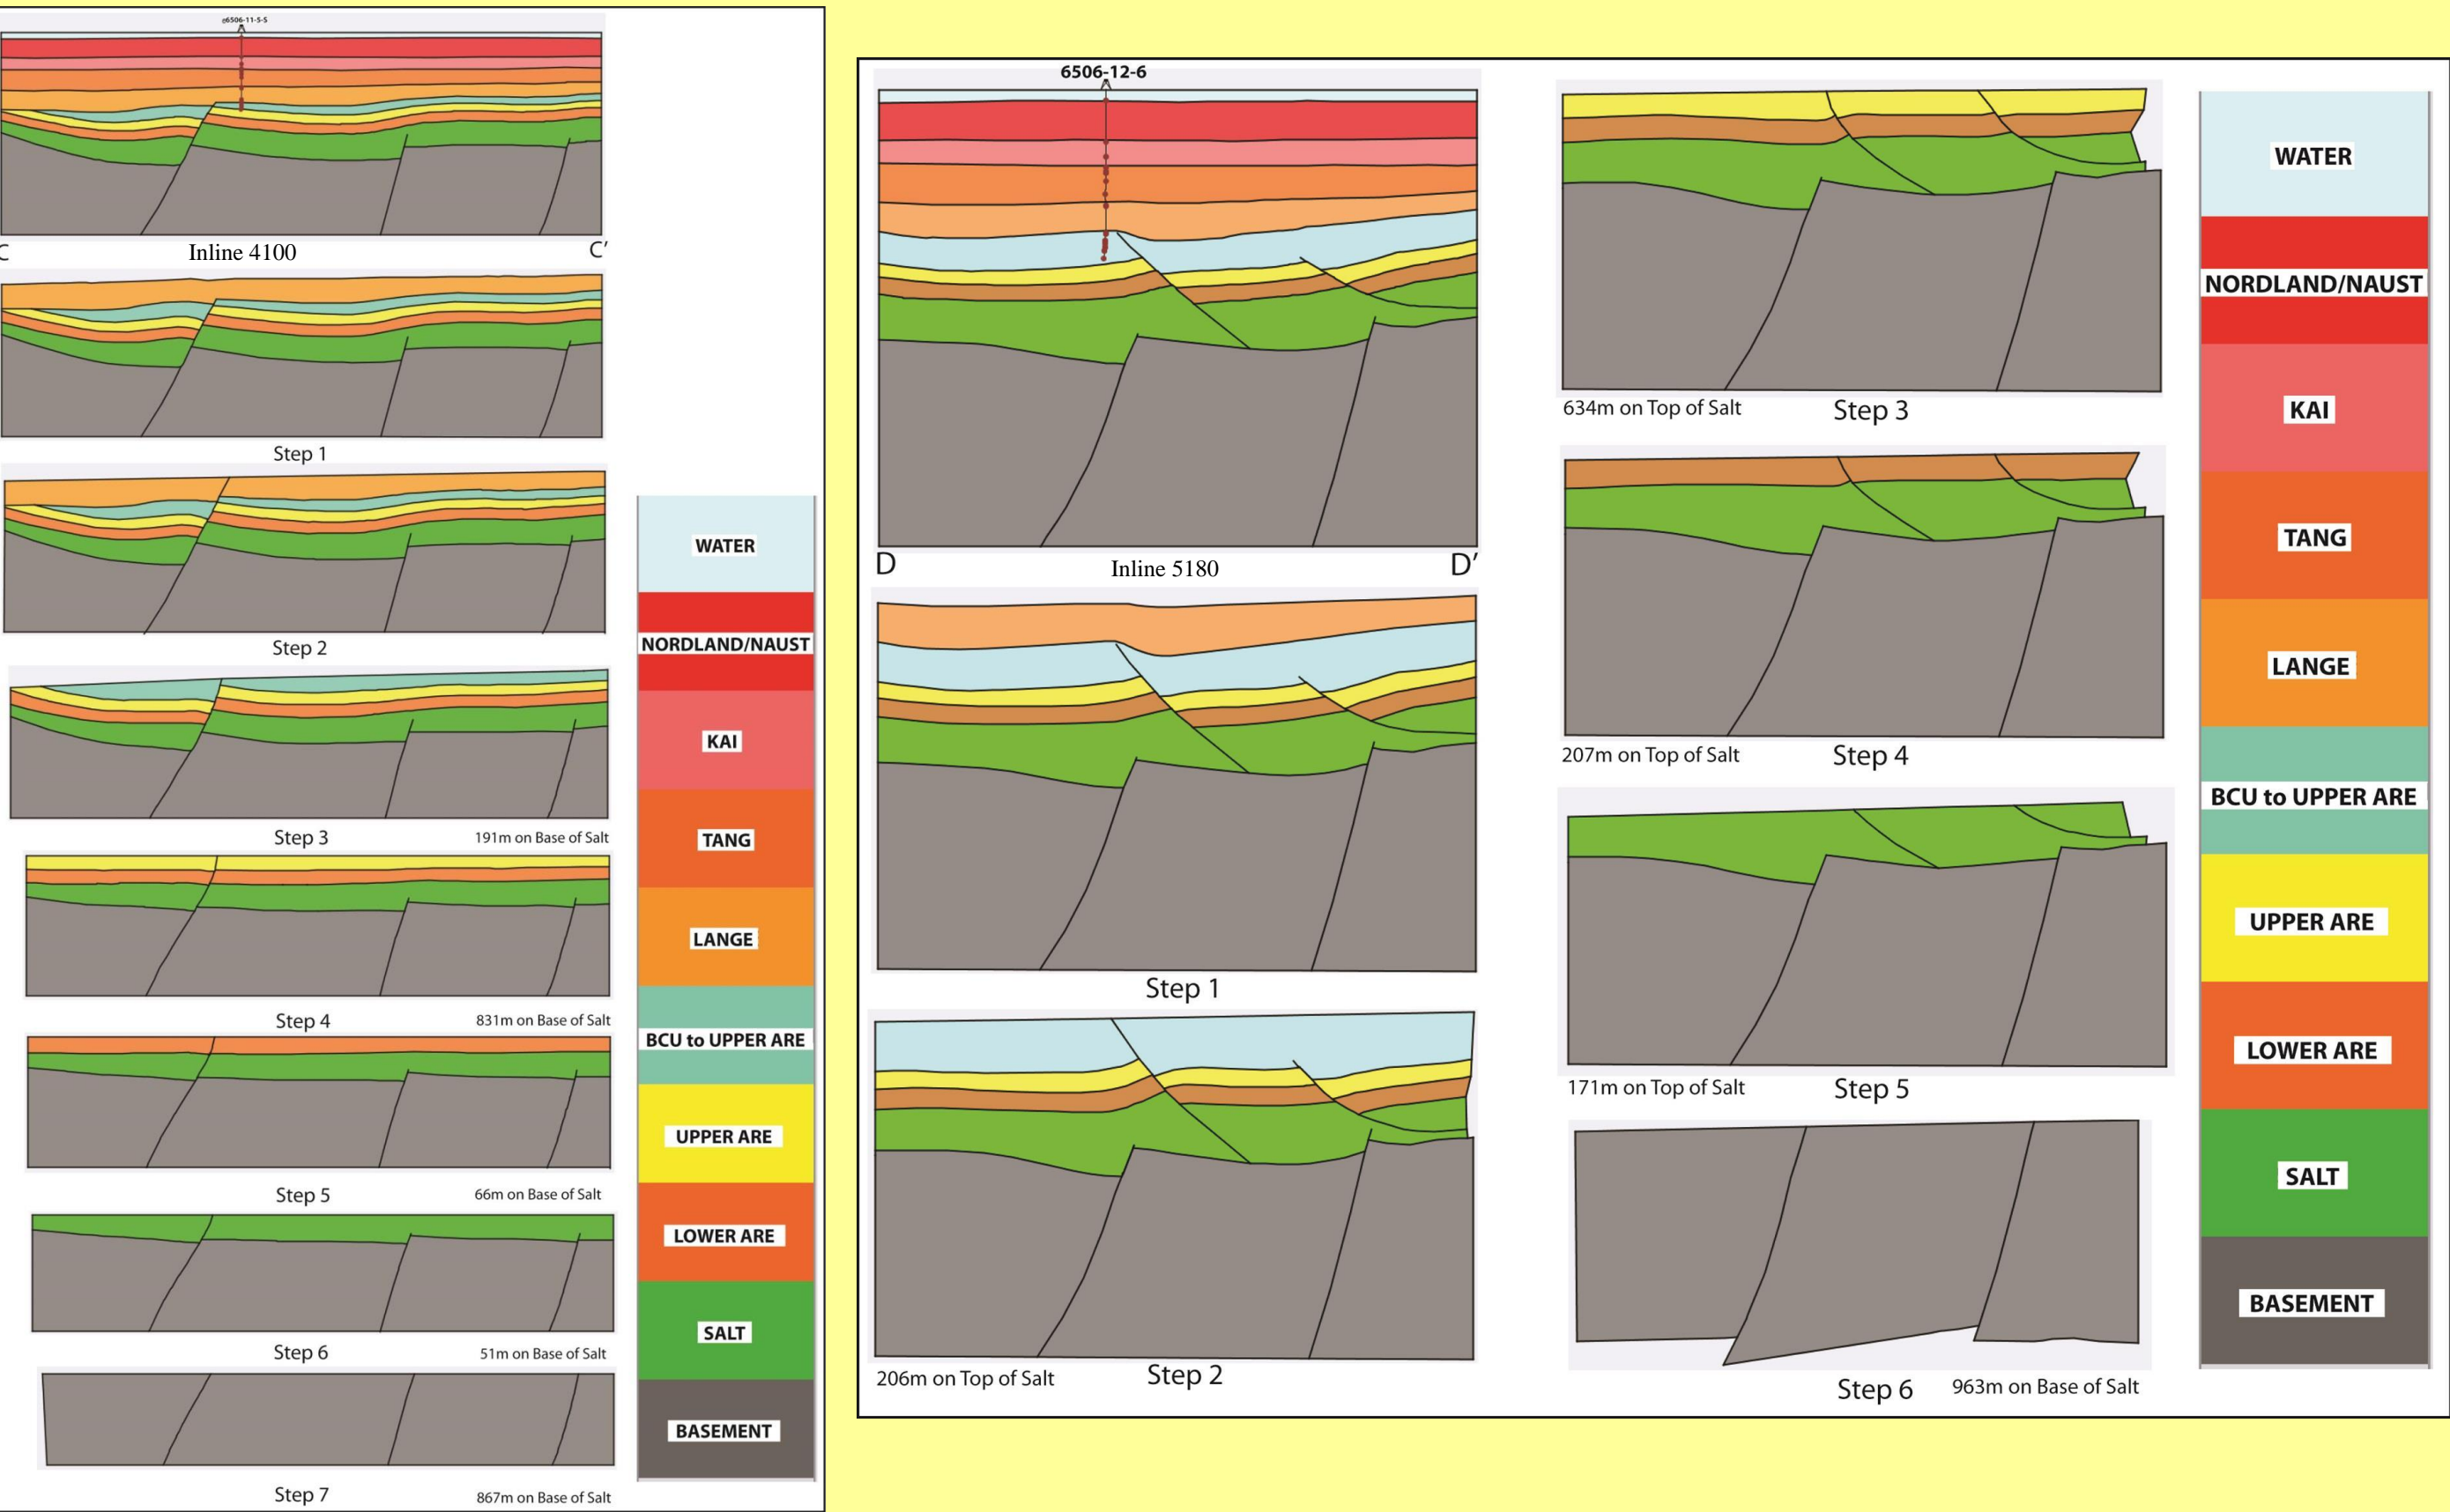 g6506-11-5-S
C
Inline 4100
C'
Step 1
Step 2
Step 3
191m on Base of Salt
Step 4
831m on Base of Salt
Step 5
66m on Base of Salt
Step 6
51m on Base of Salt
Step 7
867m on Base of Salt
WATER
NORDLAND/NAUST
KAI
TANG
LANGE
BCU to UPPER ARE
UPPER ARE
LOWER ARE
SALT
BASEMENT
6506-12-6
D
Inline 5180
D'
Step 1
206m on Top of Salt
Step 2
634m on Top of Salt
Step 3
207m on Top of Salt
Step 4
171m on Top of Salt
Step 5
Step 6
963m on Base of Salt
WATER
NORDLAND/NAUST
KAI
TANG
LANGE
BCU to UPPER ARE
UPPER ARE
LOWER ARE
SALT
BASEMENT